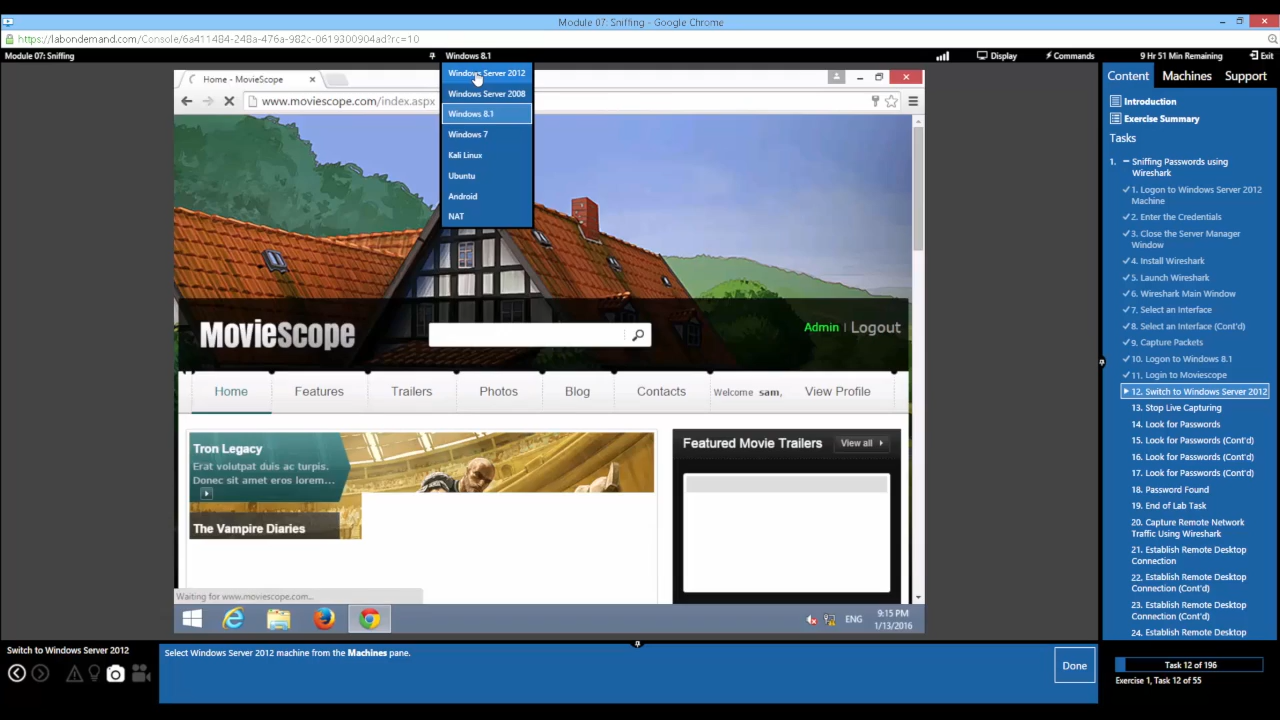 Module 07: Sniffing - Google Chrome
https://labondemand.com/Console/6a411484-248a-476a-982c-0619300904ad?rc=10
Module 07: Sniffing
Windows 8.1
Display
Commands
9 Hr 51 Min Remaining
Exit
Windows Server 2012
Windows Server 2008
Windows 8.1
Windows 7
Kali Linux
Ubuntu
Android
NAT
Home - MovieScope
www.moviescope.com/index.aspx
MovieScope
Admin | Logout
Home
Features
Trailers
Photos
Blog
Contacts
Welcome sam,
View Profile
Tron Legacy
Erat volutpat duis ac turpis.
Donec sit amet eros lorem...
The Vampire Diaries
Featured Movie Trailers
View all
Waiting for www.moviescope.com...
ENG
9:15 PM
1/13/2016
Content
Machines
Support
Introduction
Exercise Summary
Tasks
1. Sniffing Passwords using
Wireshark
1. Logon to Windows Server 2012
Machine
2. Enter the Credentials
3. Close the Server Manager
Window
4. Install Wireshark
5. Launch Wireshark
6. Wireshark Main Window
7. Select an Interface
8. Select an Interface (Cont'd)
9. Capture Packets
10. Logon to Windows 8.1
11. Login to Moviescope
12. Switch to Windows Server 2012
13. Stop Live Capturing
14. Look for Passwords
15. Look for Passwords (Cont'd)
16. Look for Passwords (Cont'd)
17. Look for Passwords (Cont'd)
18. Password Found
19. End of Lab Task
20. Capture Remote Network
Traffic Using Wireshark
21. Establish Remote Desktop
Connection
22. Establish Remote Desktop
Connection (Cont'd)
23. Establish Remote Desktop
Connection (Cont'd)
24. Establish Remote Desktop
Switch to Windows Server 2012
Select Windows Server 2012 machine from the Machines pane.
Done
Task 12 of 196
Exercise 1, Task 12 of 55